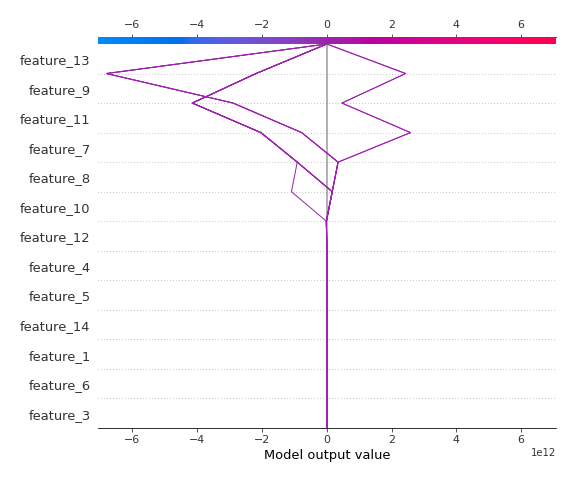 −6 −4 −2 0 2 4 6
feature_13
feature_9
feature_11
feature_7
feature_8
feature_10
feature_12
feature_4
feature_5
feature_14
feature_1
feature_6
feature_3
−6 −4 −2 0 2 4 6
1e12
Model output value